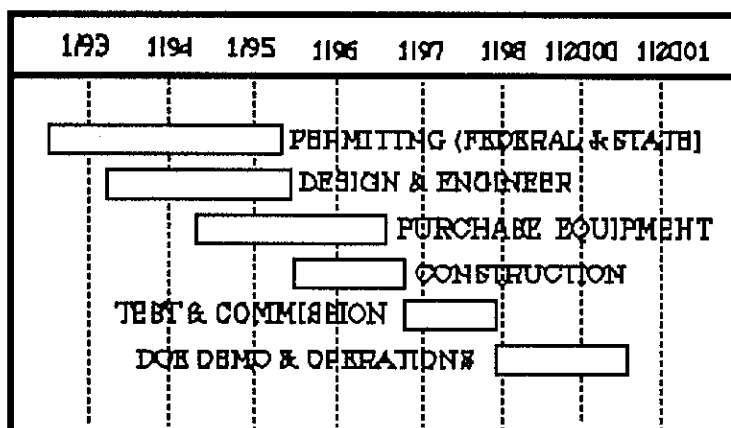 1/93 1/94 1/95 1/96 1/97 1/98 1/2000 1/2001
PERMITTING (FEDERAL & STATE)
DESIGN & ENGINEER
PURCHASE EQUIPMENT
CONSTRUCTION
TEST & COMMISSION
DOE DEMO & OPERATIONS